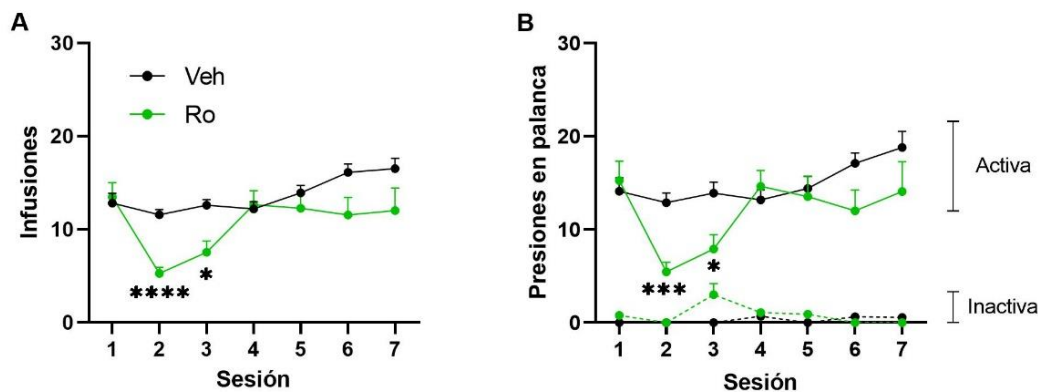 A
Infusiones
30
20
10
0
Veh
Ro
****
*
1 2 3 4 5 6 7
Sesión
B
Presiones en palanca
30
20
10
0
***
*
Activa
Inactiva
1 2 3 4 5 6 7
Sesión